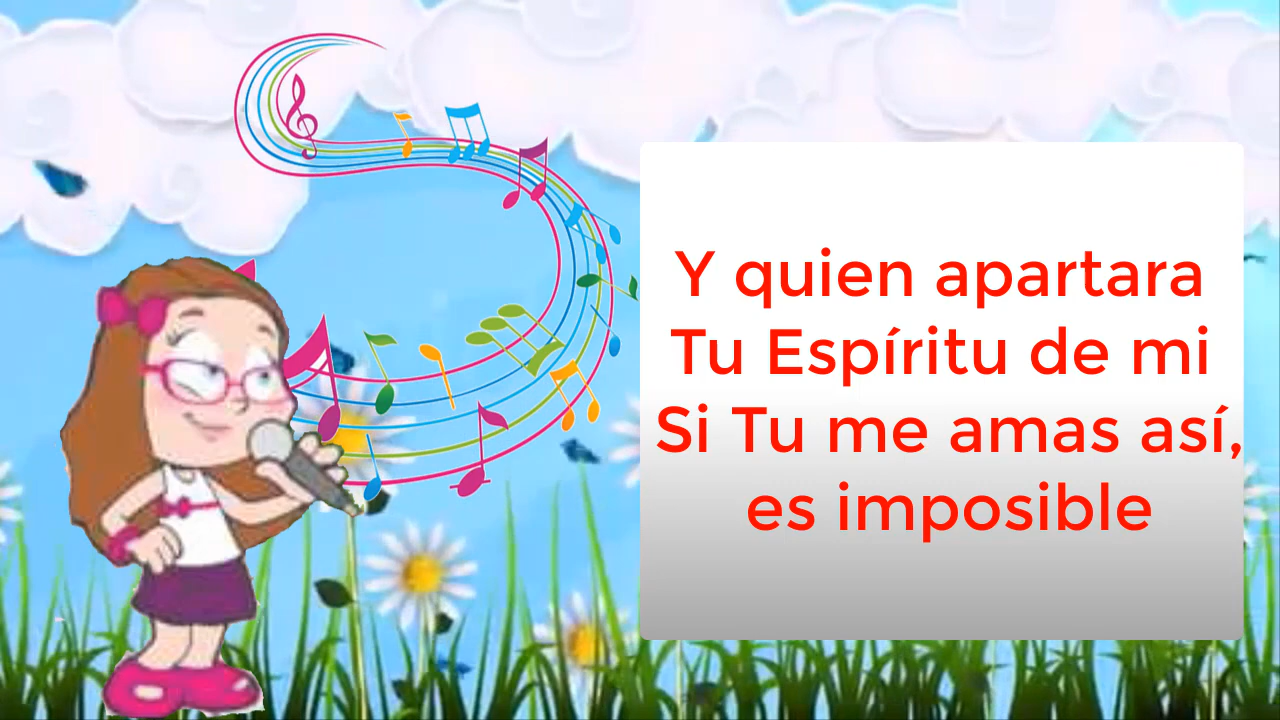 Y quien apartara
Tu Espíritu de mi
Si Tu me amas así,
es imposible